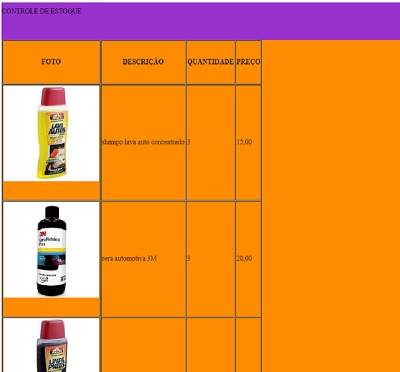 CONTROLE DE ESTOQUE
FOTO DESCRIÇÃO QUANTIDADE PREÇO
LAVA
AUTOS
shampo lava auto concentrado 3 15,00
3M
cera automotiva 3M 3 20,00